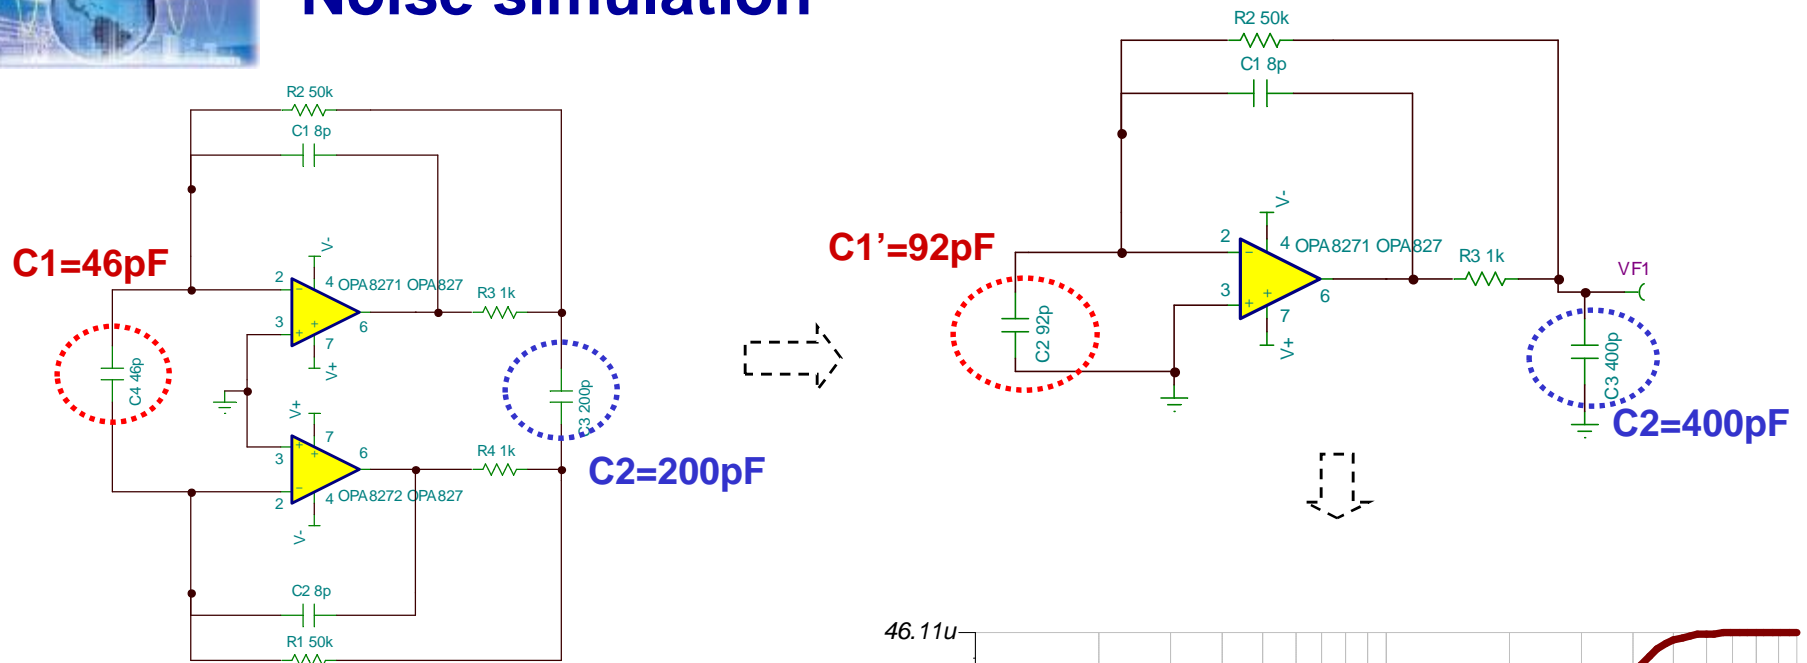 Noise simulation
R2 50k
C1 8p
C1=46pF
V-
2
4 OPA8271 OPA827
3
6
7
V+
R3 1k
C4 46p
C3 200p
C2=200pF
V+
7
3
6
R4 1k
2
4 OPA8272 OPA827
V-
C2 8p
R1 50k
R2 50k
C1 8p
C1'=92pF
V-
2
4 OPA8271 OPA827
3
6
7
V+
R3 1k
VF1
C2 92p
C3 400p
C2=400pF
46.11u